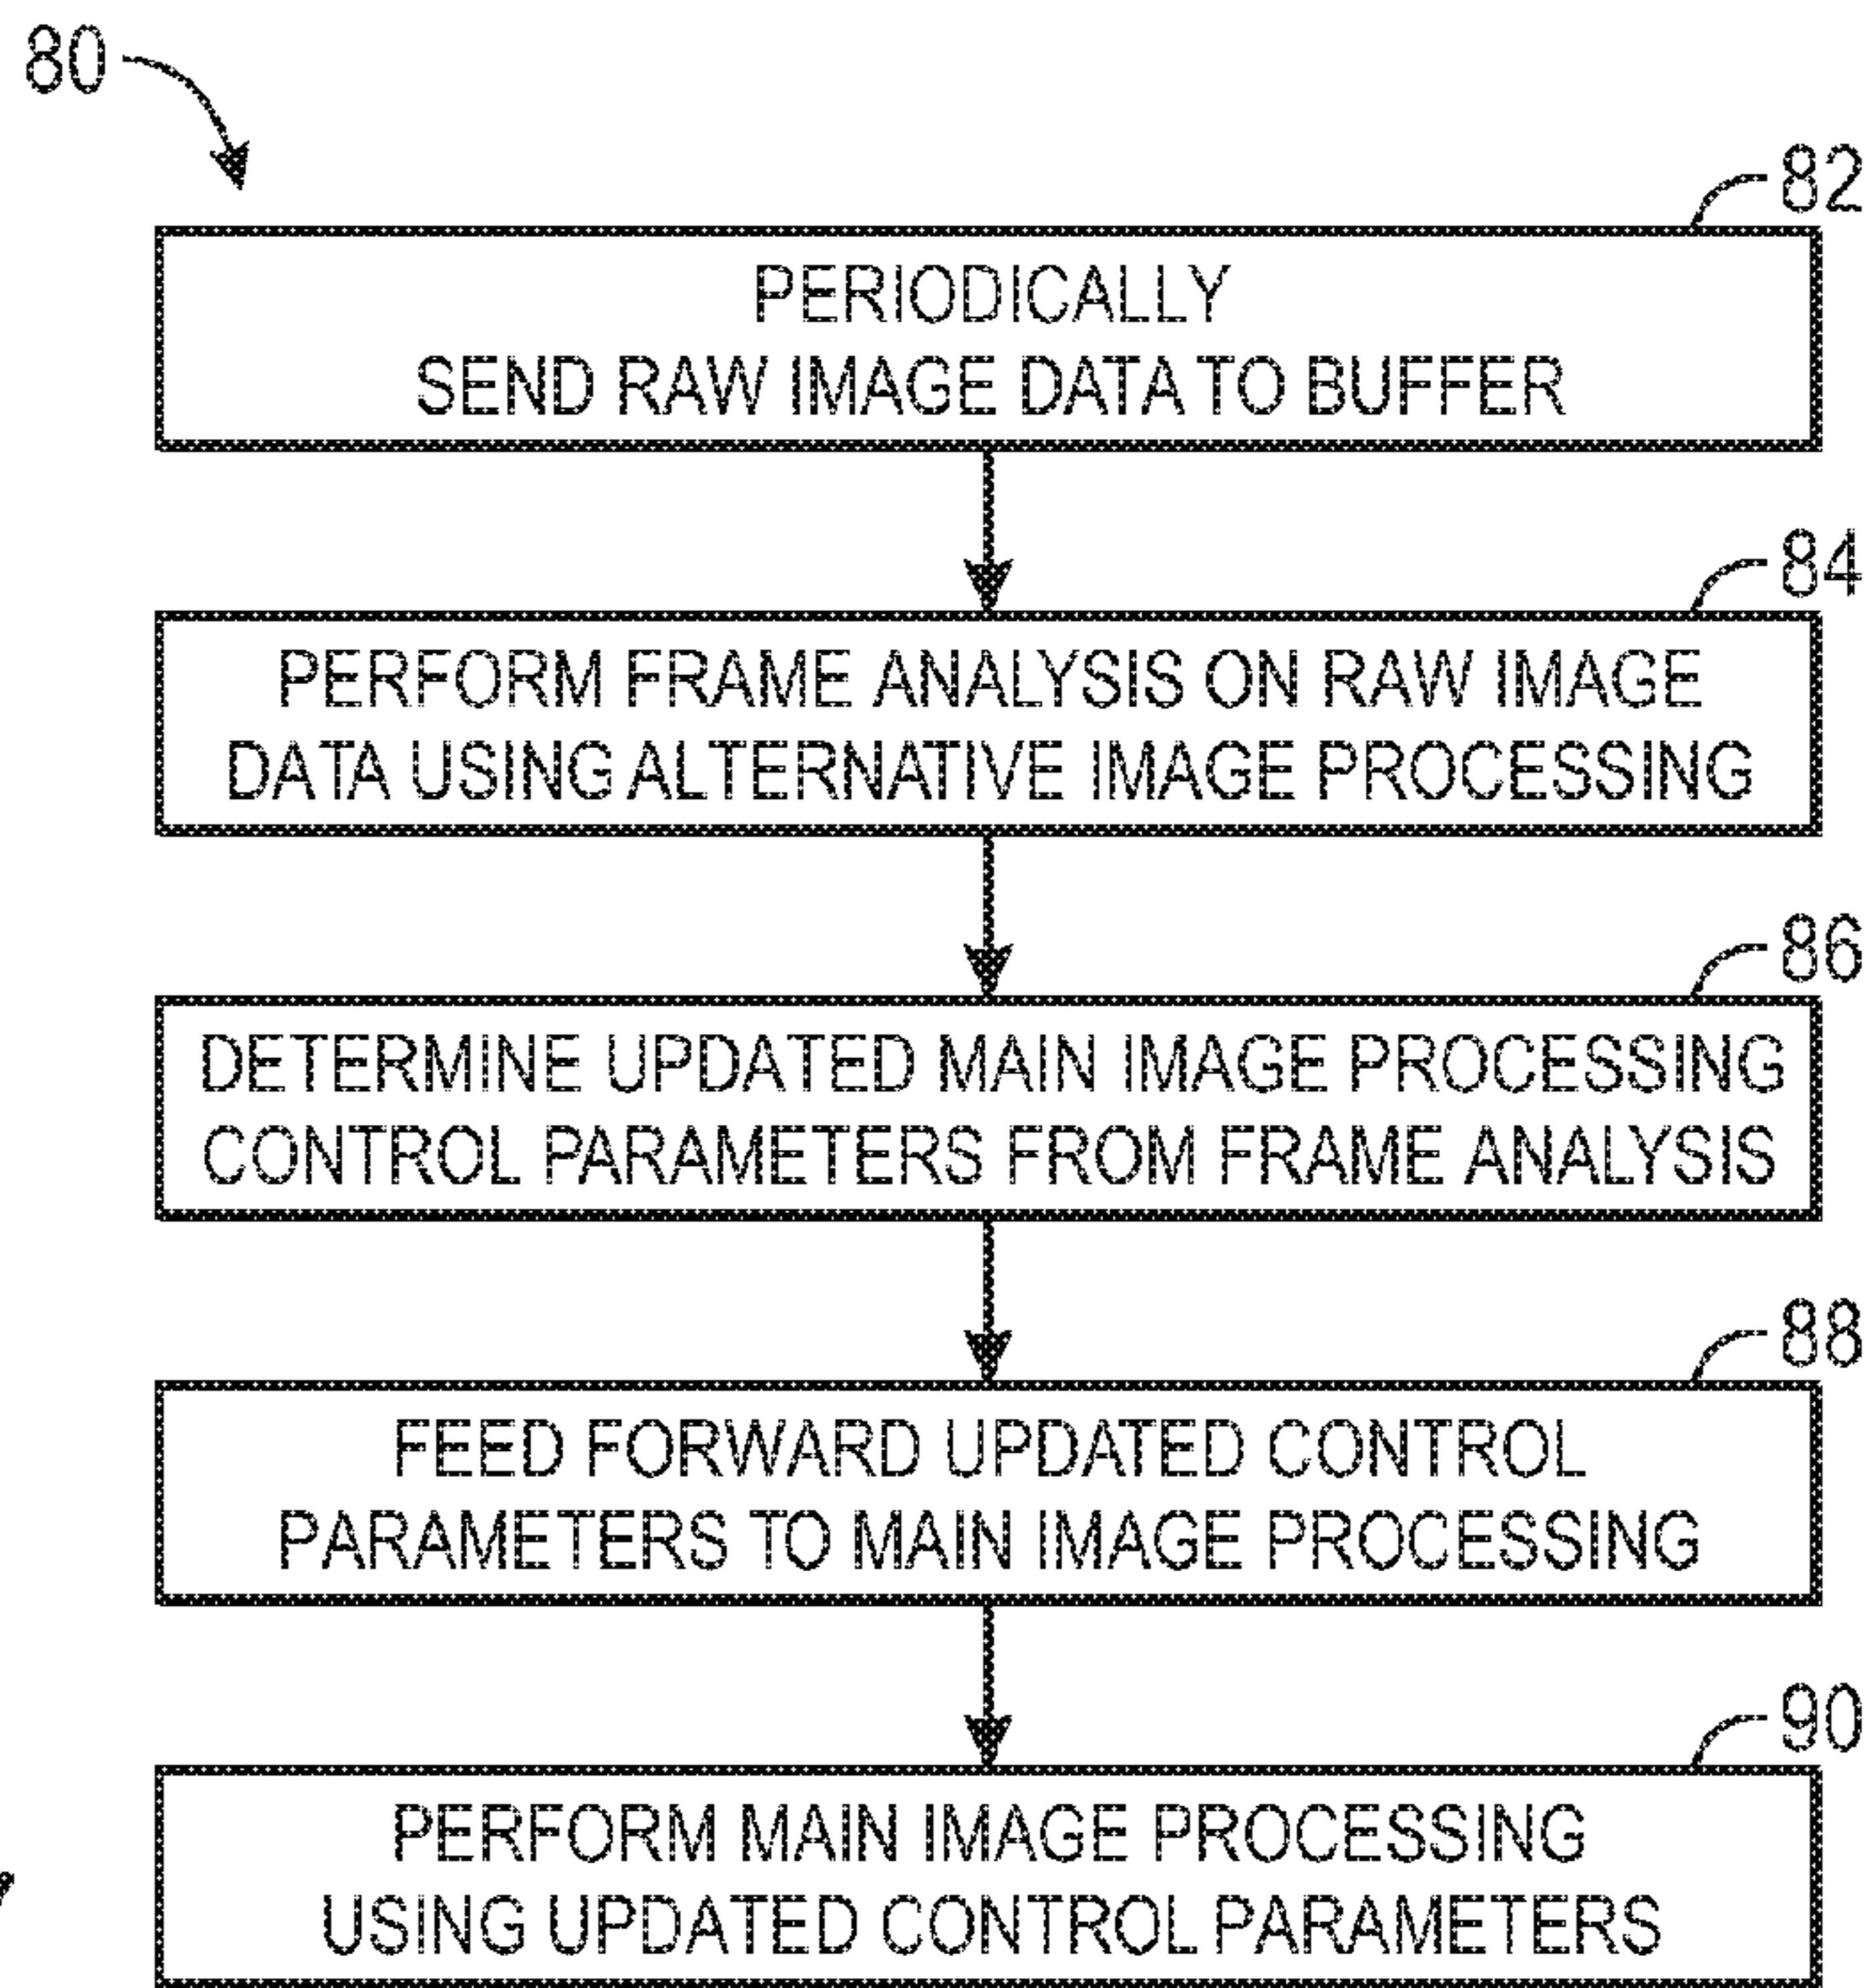 80
82
PERIODICALLY
SEND RAW IMAGE DATA TO BUFFER
84
PERFORM FRAME ANALYSIS ON RAW IMAGE
DATA USING ALTERNATIVE IMAGE PROCESSING
86
DETERMINE UPDATED MAIN IMAGE PROCESSING
CONTROL PARAMETERS FROM FRAME ANALYSIS
88
FEED FORWARD UPDATED CONTROL
PARAMETERS TO MAIN IMAGE PROCESSING
90
PERFORM MAIN IMAGE PROCESSING
USING UPDATED CONTROL PARAMETERS